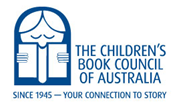 THE CHILDREN'S
BOOK COUNCIL
OF AUSTRALIA
SINCE 1945 — YOUR CONNECTION TO STORY